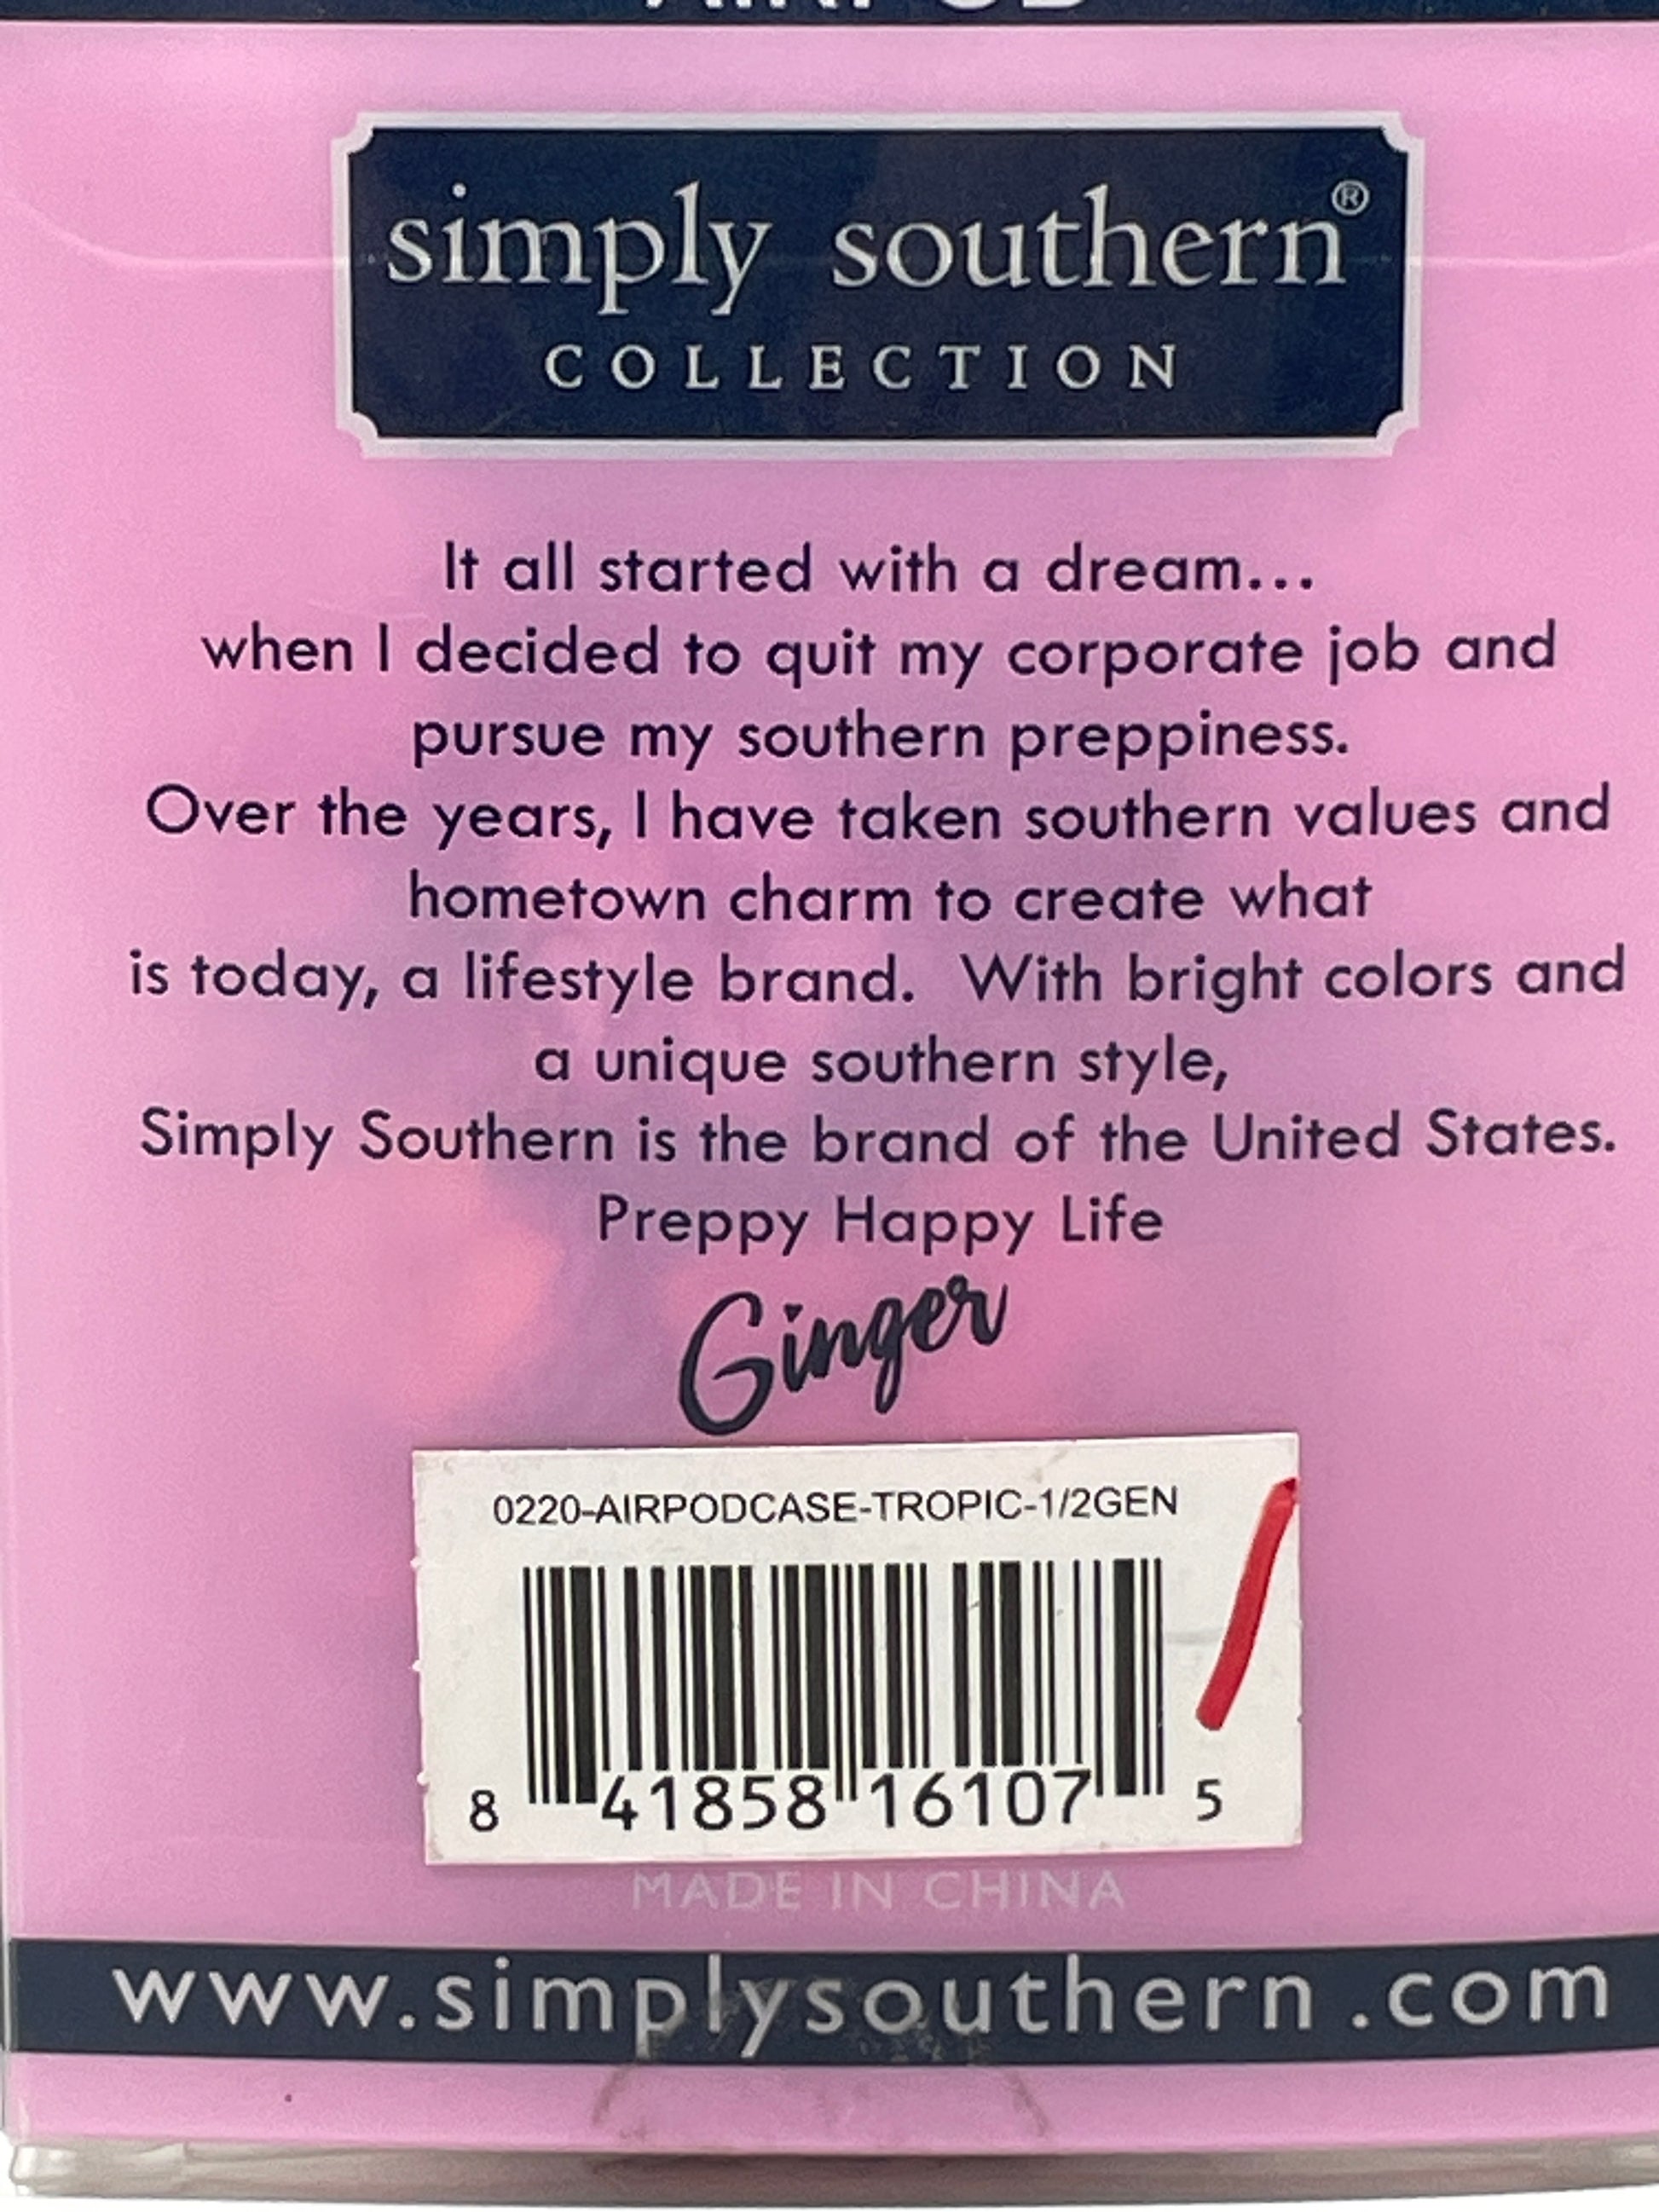 simply southern®
COLLECTION
It all started with a dream...
when I decided to quit my corporate job and
pursue my southern preppiness.
Over the years, I have taken southern values and
hometown charm to create what
is today, a lifestyle brand. With bright colors and
a unique southern style,
Simply Southern is the brand of the United States.
Preppy Happy Life
Ginger
0220-AIRPODCASE-TROPIC-1/2GEN
8 41858 16107 5
MADE IN CHINA
www.simplysouthern.com